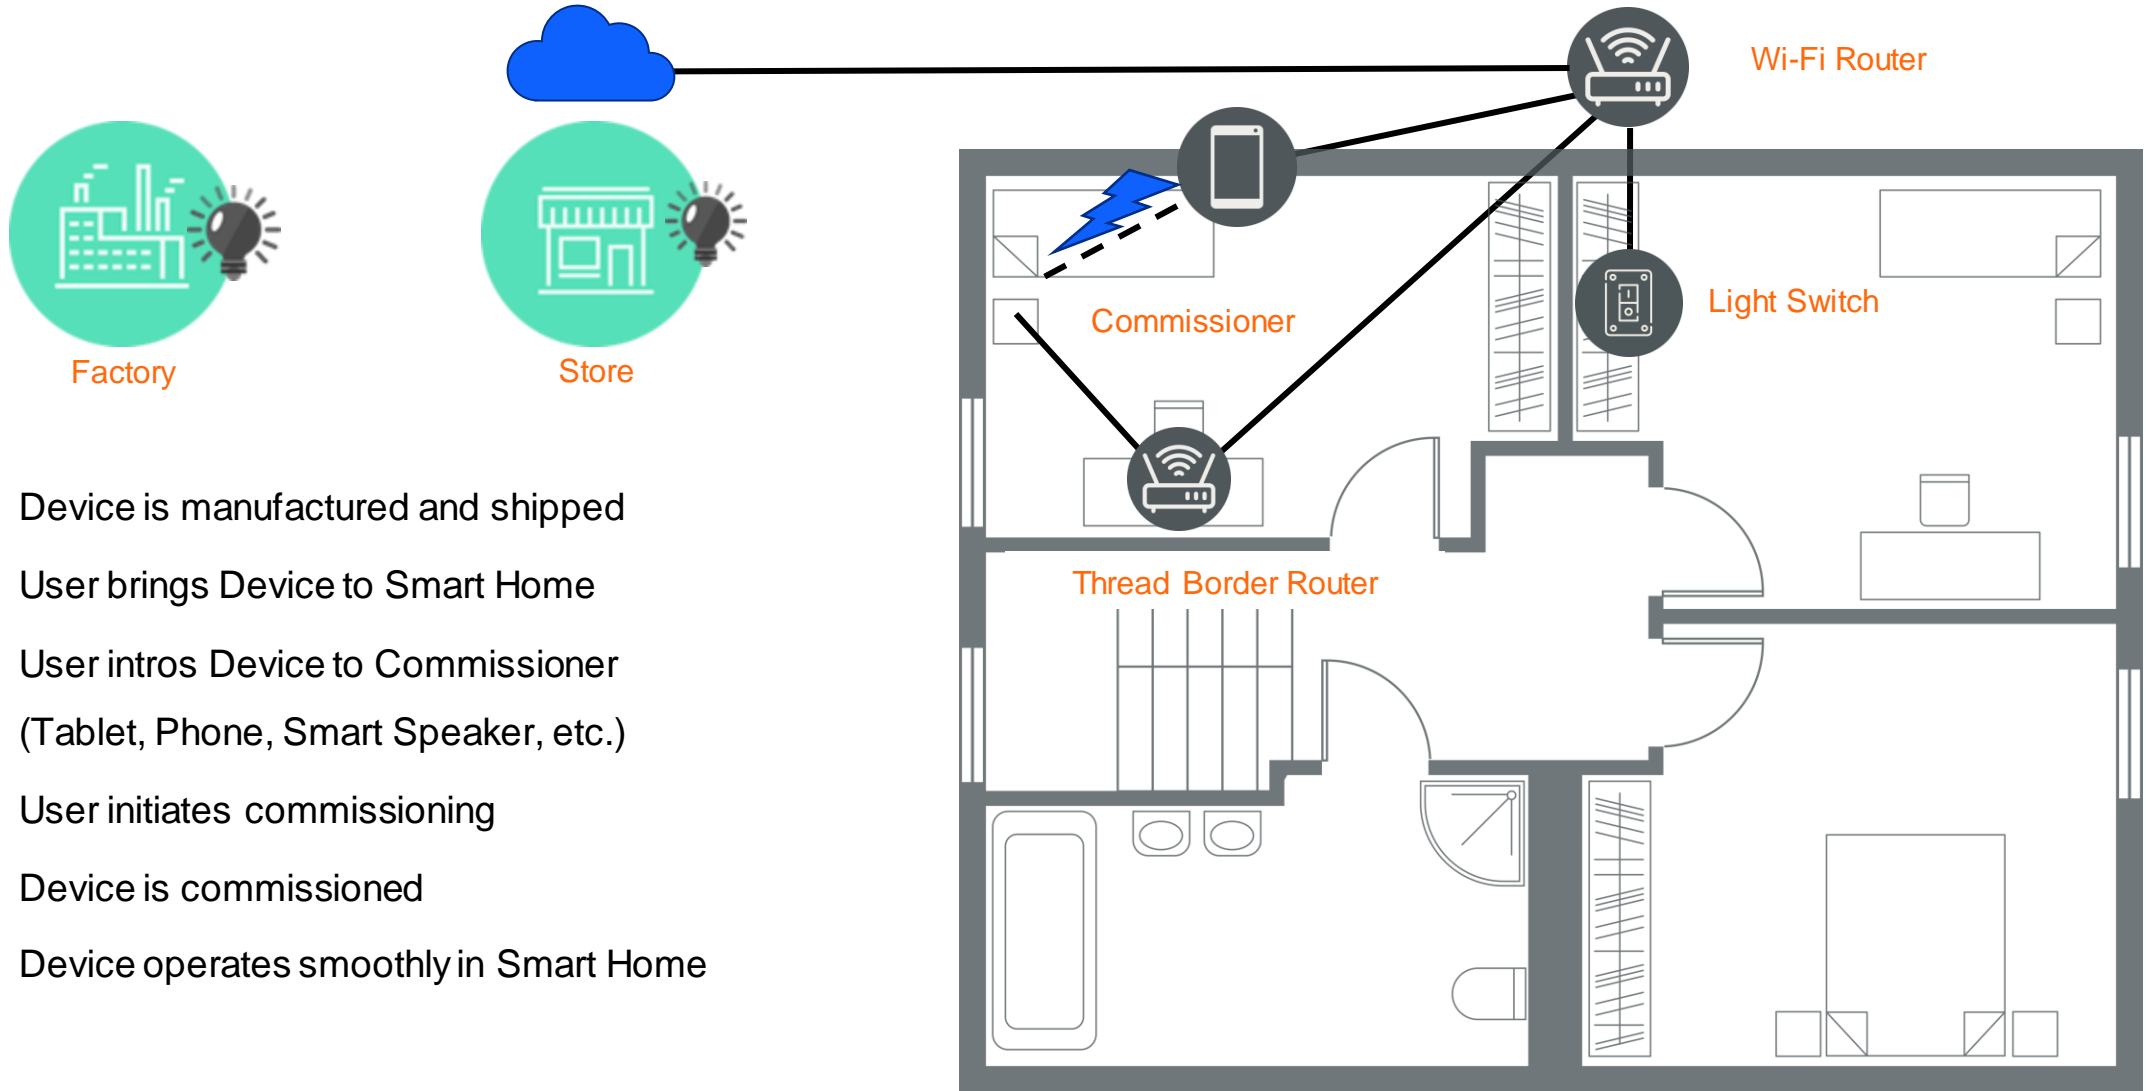 Wi-Fi Router
Factory
Store
Commissioner
Light Switch
Thread Border Router
Device is manufactured and shipped
User brings Device to Smart Home
User intros Device to Commissioner
(Tablet, Phone, Smart Speaker, etc.)
User initiates commissioning
Device is commissioned
Device operates smoothly in Smart Home